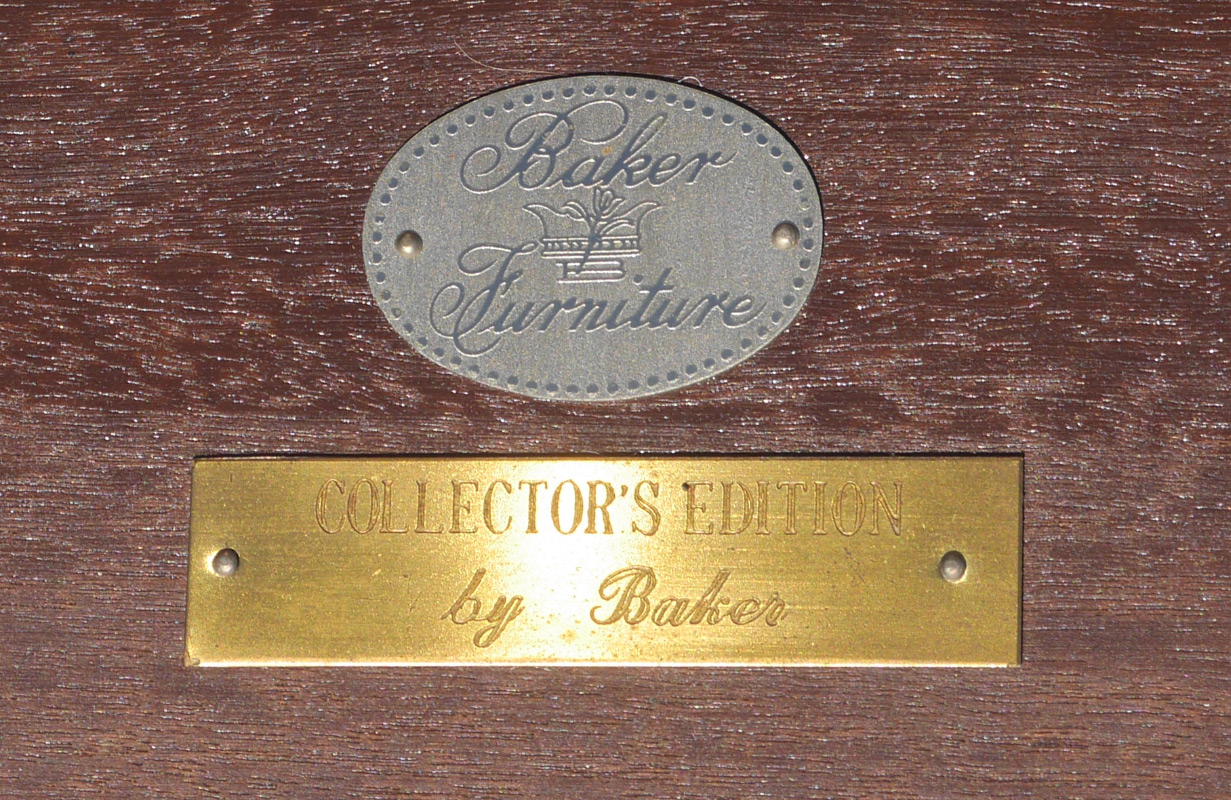 Baker
Furniture
COLLECTOR'S EDITION
by Baker